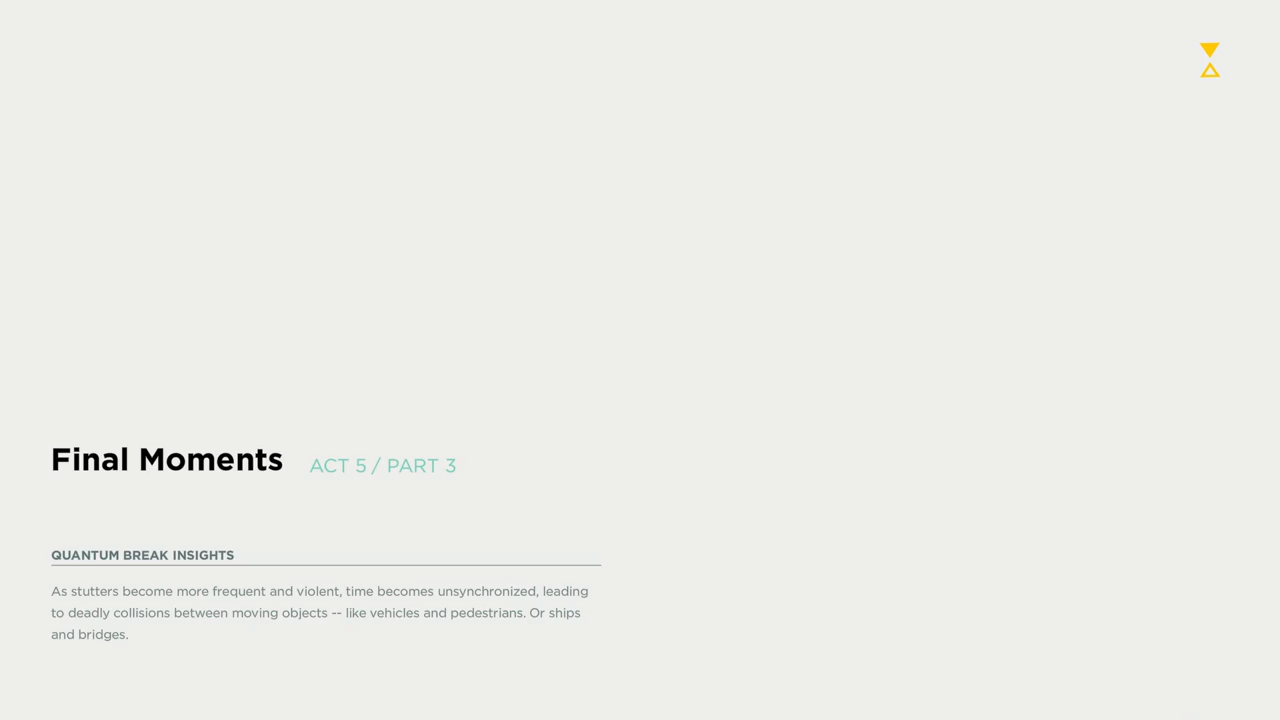 Final Moments ACT 5 / PART 3
QUANTUM BREAK INSIGHTS
As stutters become more frequent and violent, time becomes unsynchronized, leading
to deadly collisions between moving objects -- like vehicles and pedestrians. Or ships
and bridges.